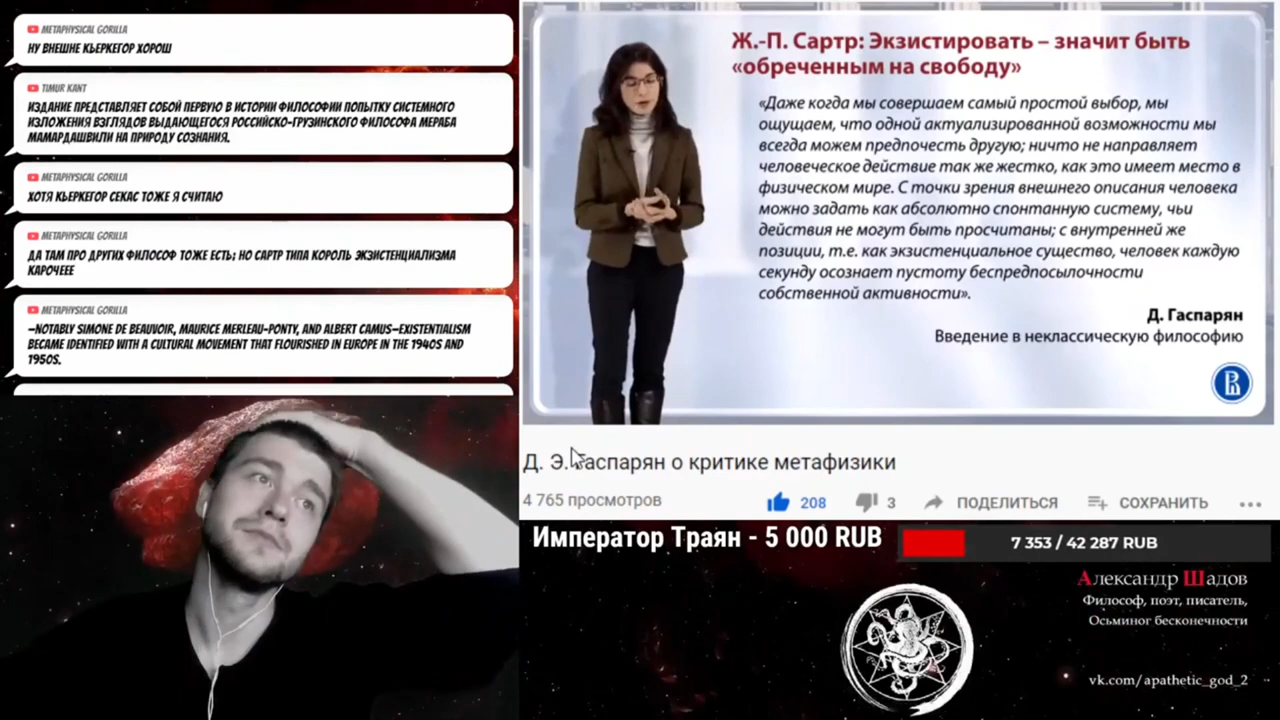 METAPHYSICAL GORILLA
НУ ВНЕШНЕ КЬЕРКЕГОР ХОРОШ
TIMUR KANT
ИЗДАНИЕ ПРЕДСТАВЛЯЕТ СОБОЙ ПЕРВУЮ В ИСТОРИИ ФИЛОСОФИИ ПОПЫТКУ СИСТЕМНОГО
ИЗЛОЖЕНИЯ ВЗГЛЯДОВ ВЫДАЮЩЕГОСЯ РОССИЙСКО-ГРУЗИНСКОГО ФИЛОСОФА МЕРАБА
МАМАРДАШВИЛИ НА ПРИРОДУ СОЗНАНИЯ.
METAPHYSICAL GORILLA
ХОТЯ КЬЕРКЕГОР СЕКАС ТОЖЕ Я СЧИТАЮ
METAPHYSICAL GORILLA
ДА ТАМ ПРО ДРУГИХ ФИЛОСОФ ТОЖЕ ЕСТЬ; НО САРТР ТИПА КОРОЛЬ ЭКЗИСТЕНЦИАЛИЗМА
КАРОЧЕЕЕ
METAPHYSICAL GORILLA
—NOTABLY SIMONE DE BEAUVOIR, MAURICE MERLEAU-PONTY, AND ALBERT CAMUS—EXISTENTIALISM
BECAME IDENTIFIED WITH A CULTURAL MOVEMENT THAT FLOURISHED IN EUROPE IN THE 1940S AND
1950S.
Ж.-П. Сартр: Экзистировать – значит быть
«обреченным на свободу»
«Даже когда мы совершаем самый простой выбор, мы
ощущаем, что одной актуализированной возможности мы
всегда можем предпочесть другую; ничто не направляет
человеческое действие так же жестко, как это имеет место в
физическом мире. С точки зрения внешнего описания человека
можно задать как абсолютно спонтанную систему, чьи
действия не могут быть просчитаны; с внутренней же
позиции, т.е. как экзистенциальное существо, человек каждую
секунду осознает пустоту беспредпосылочности
собственной активности».
Д. Гаспарян
Введение в неклассическую философию
Д. Э. Гаспарян о критике метафизики
4 765 просмотров
208
3
ПОДЕЛИТЬСЯ
СОХРАНИТЬ
Император Траян - 5 000 RUB
7 353 / 42 287 RUB
Александр Шадов
Философ, поэт, писатель,
Осьминог бесконечности
vk.com/apathetic_god_2